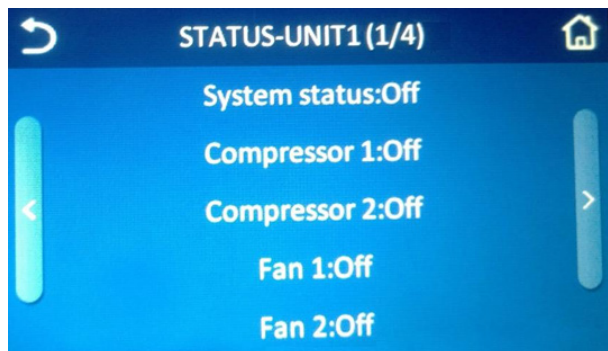 STATUS-UNIT1 (1/4)
System status:Off
Compressor 1:Off
Compressor 2:Off
Fan 1:Off
Fan 2:Off